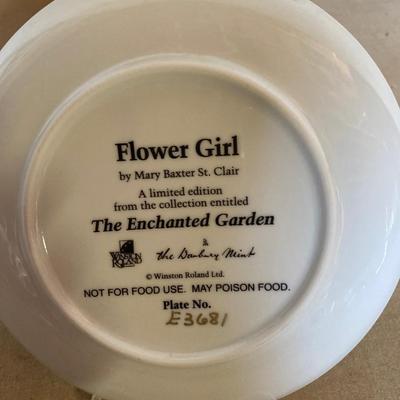 Flower Girl
by Mary Baxter St. Clair
A limited edition
from the collection entitled
The Enchanted Garden
WINSTON
ROLAND
&
The Danbury Mint
© Winston Roland Ltd.
NOT FOR FOOD USE. MAY POISON FOOD.
Plate No.
E3681